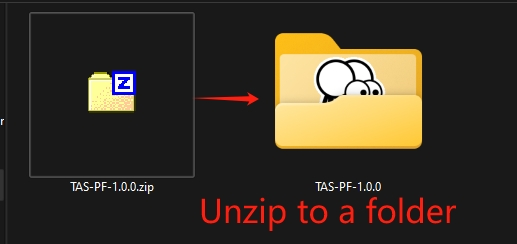 Z
TAS-PF-1.0.0.zip
TAS-PF-1.0.0
Unzip to a folder